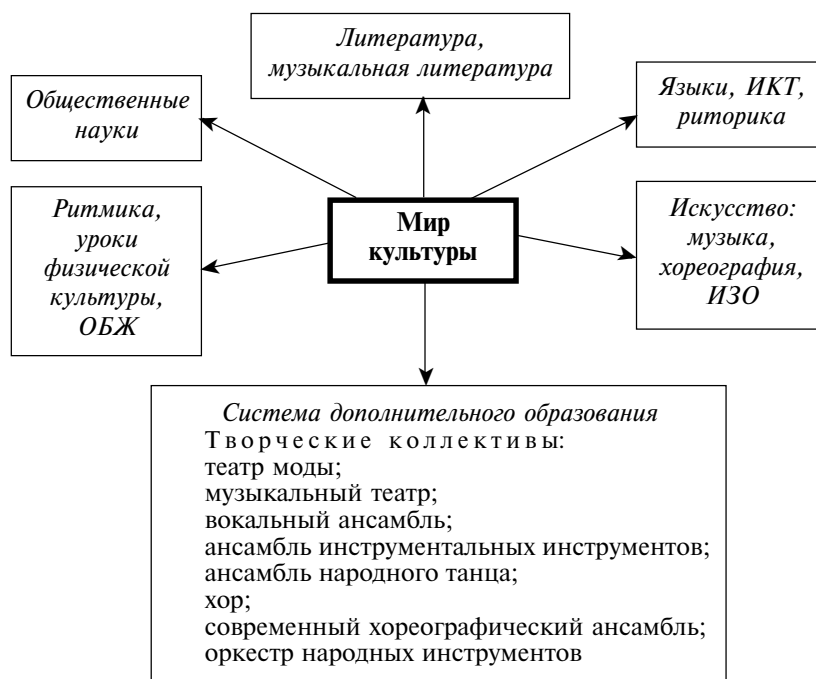 Литература,
музыкальная литература
Общественные
науки
Языки, ИКТ,
риторика
Ритмика,
уроки
физической
культуры,
ОБЖ
Мир
культуры
Искусство:
музыка,
хореография,
ИЗО
Система дополнительного образования
Творческие коллективы:
театр моды;
музыкальный театр;
вокальный ансамбль;
ансамбль инструментальных инструментов;
ансамбль народного танца;
хор;
современный хореографический ансамбль;
оркестр народных инструментов